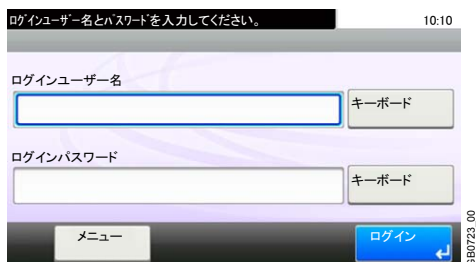 ﾛｸﾞｲﾝﾕｰｻﾞｰ名とﾊﾟｽﾜｰﾄﾞを入力してください。 10:10
ログインユーザー名
キーボード
ログインパスワード
キーボード
メニュー ログイン
GB0723_00